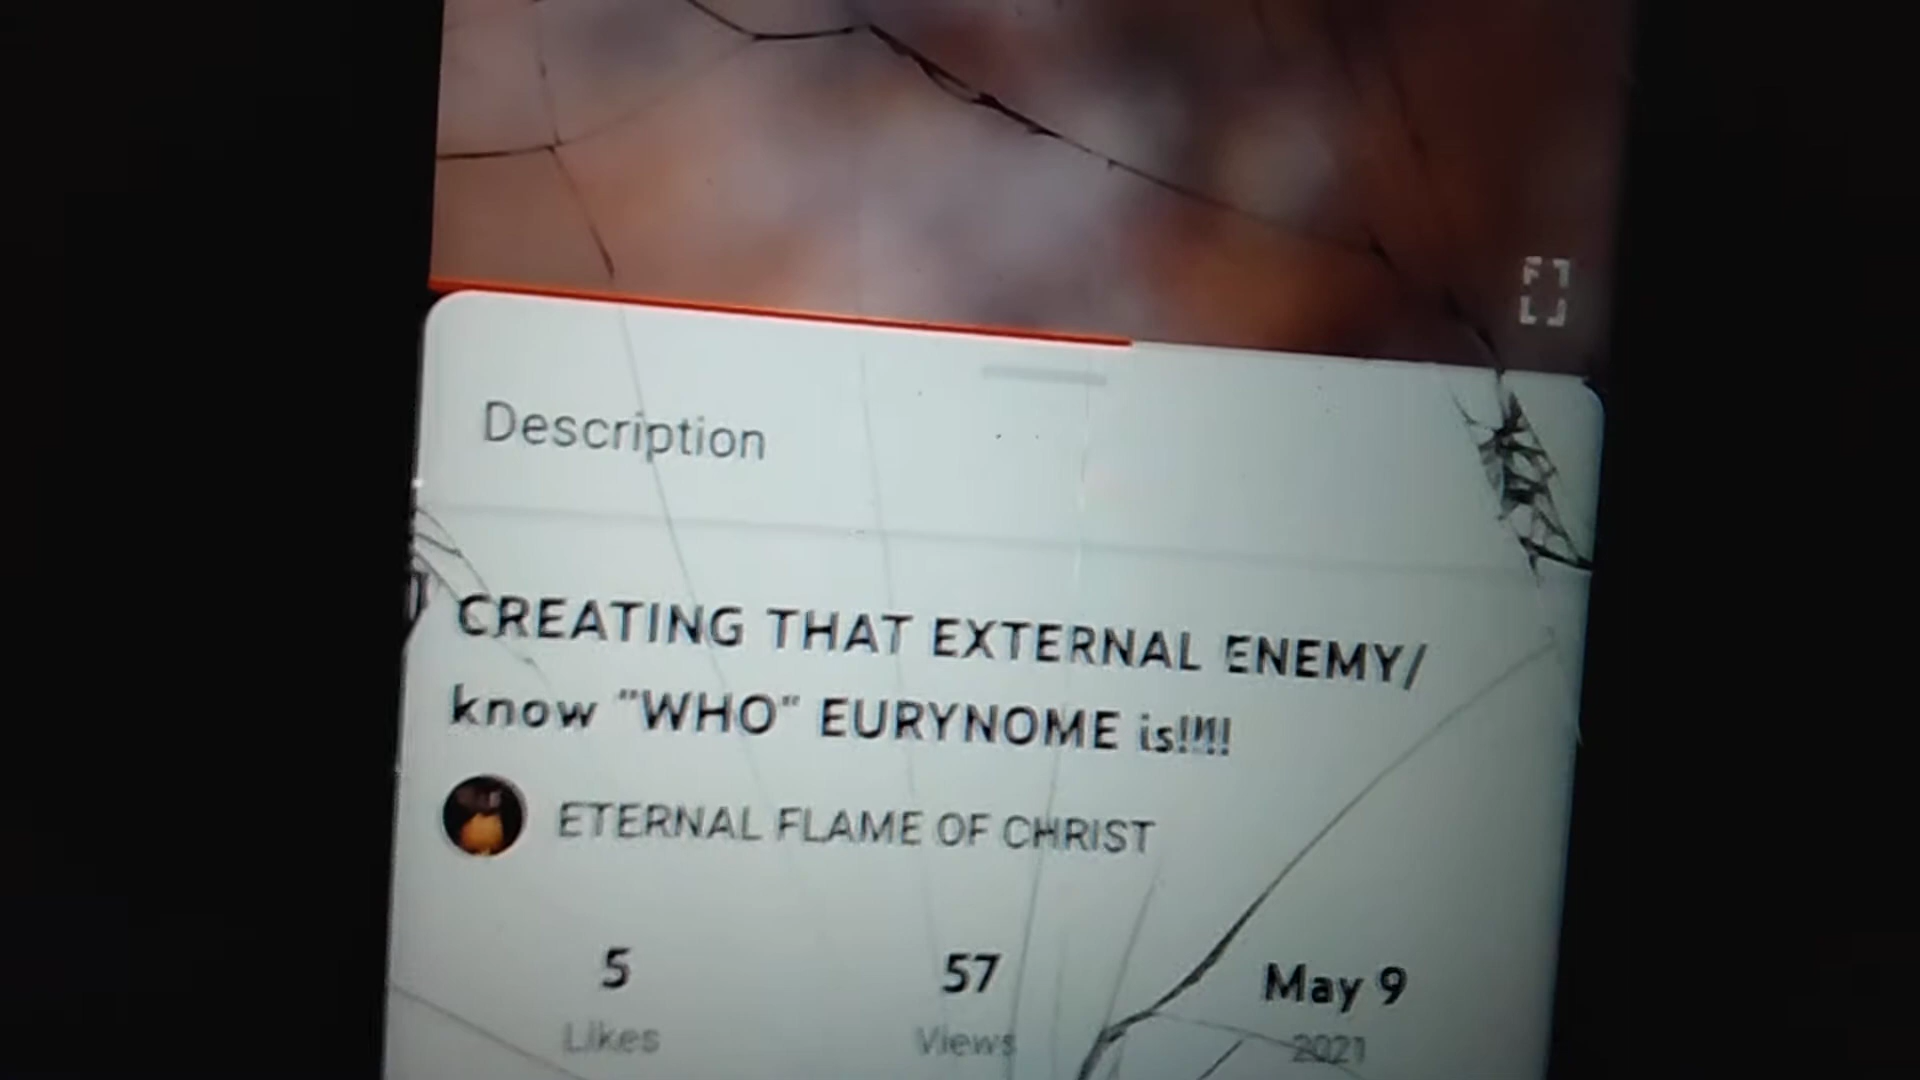 Description
CREATING THAT EXTERNAL ENEMY/
know "WHO" EURYNOME is!!!!
ETERNAL FLAME OF CHRIST
5
57
May 9
Likes
Views
2021